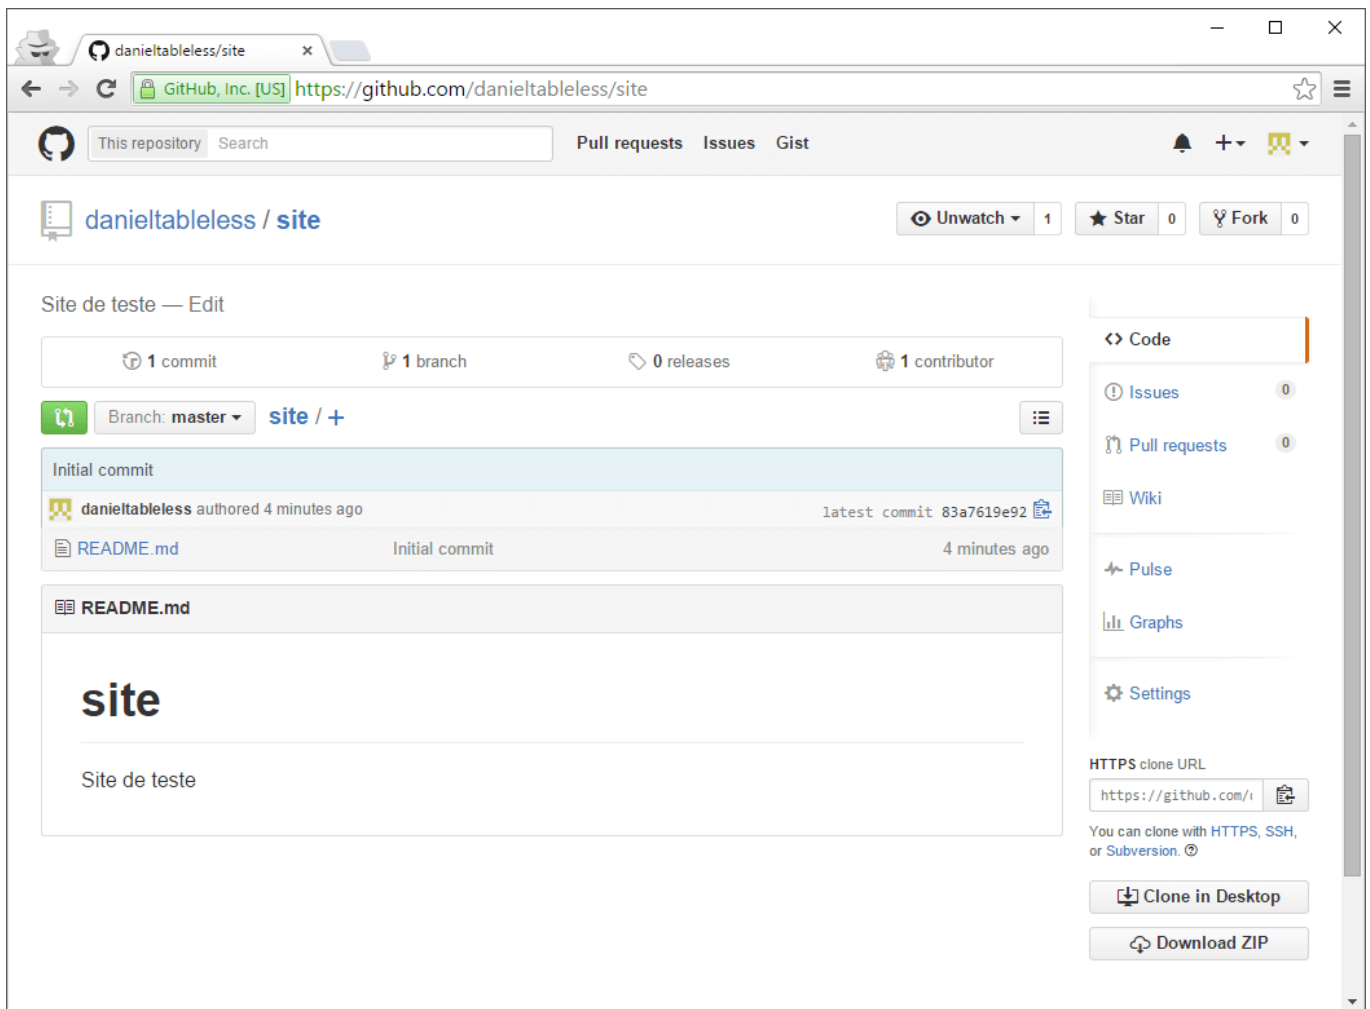 danieltableless/site
GitHub, Inc. [US] https://github.com/danieltableless/site
This repository Search Pull requests Issues Gist
danieltableless / site Unwatch 1 Star 0 Fork 0
Site de teste — Edit
1 commit 1 branch 0 releases 1 contributor
Branch: master site / +
Initial commit
danieltableless authored 4 minutes ago latest commit 83a7619e92
README.md Initial commit 4 minutes ago
README.md
site
Site de teste
Code
Issues 0
Pull requests 0
Wiki
Pulse
Graphs
Settings
HTTPS clone URL
https://github.com/
You can clone with HTTPS, SSH,
or Subversion.
Clone in Desktop
Download ZIP